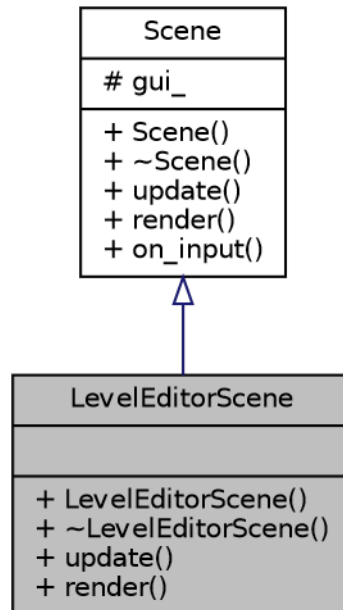 Scene
# gui_
+ Scene()
+ ~Scene()
+ update()
+ render()
+ on_input()
LevelEditorScene
+ LevelEditorScene()
+ ~LevelEditorScene()
+ update()
+ render()